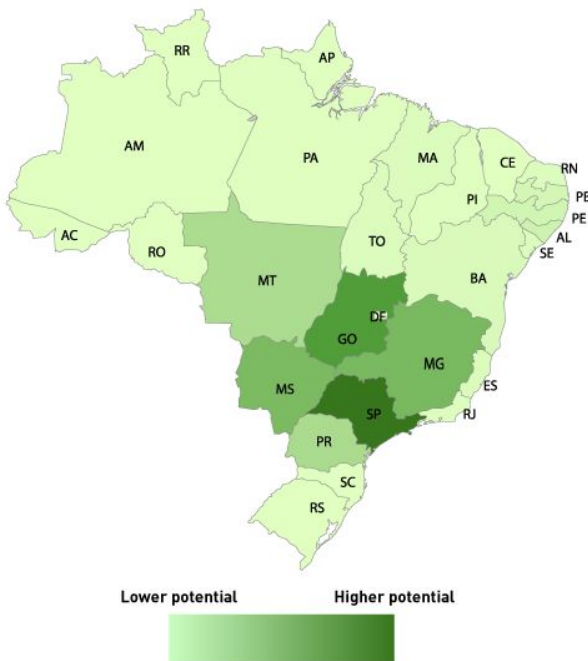 RR
AP
AM
PA
MA
CE
RN
PI
PB
PE
AC
RO
TO
AL
SE
BA
MT
DF
GO
MG
MS
ES
SP
RJ
PR
SC
RS
Lower potential Higher potential